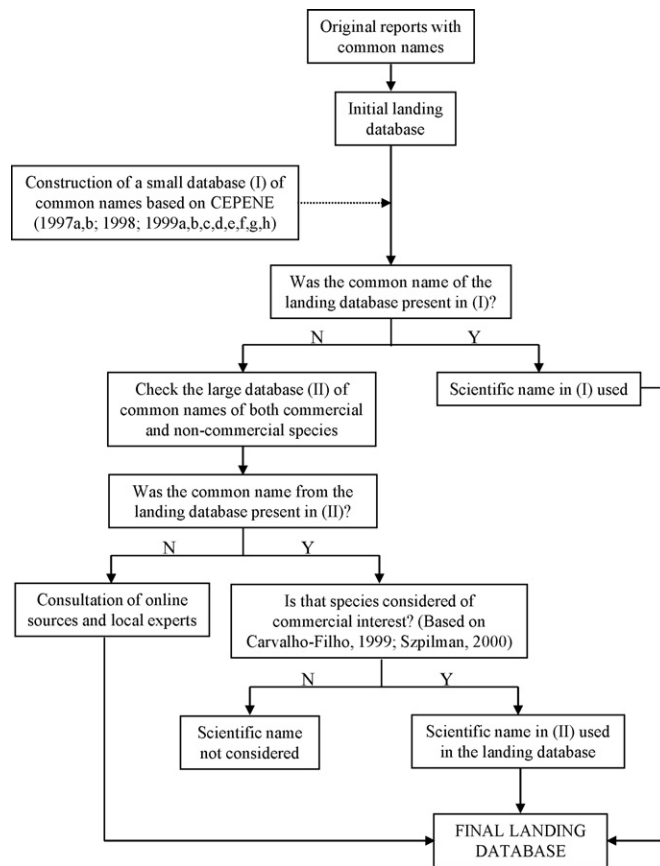 Original reports with
common names
Initial landing
database
Construction of a small database (I) of
common names based on CEPENE
(1997a,b; 1998; 1999a,b,c,d,e,f,g,h)
Was the common name of the
landing database present in (I)?
N
Y
Check the large database (II) of
common names of both commercial
and non-commercial species
Scientific name in (I) used
Was the common name from the
landing database present in (II)?
N
Y
Consultation of online
sources and local experts
Is that species considered of
commercial interest? (Based on
Carvalho-Filho, 1999; Szpilman, 2000)
N
Y
Scientific name
not considered
Scientific name in (II) used
in the landing database
FINAL LANDING
DATABASE